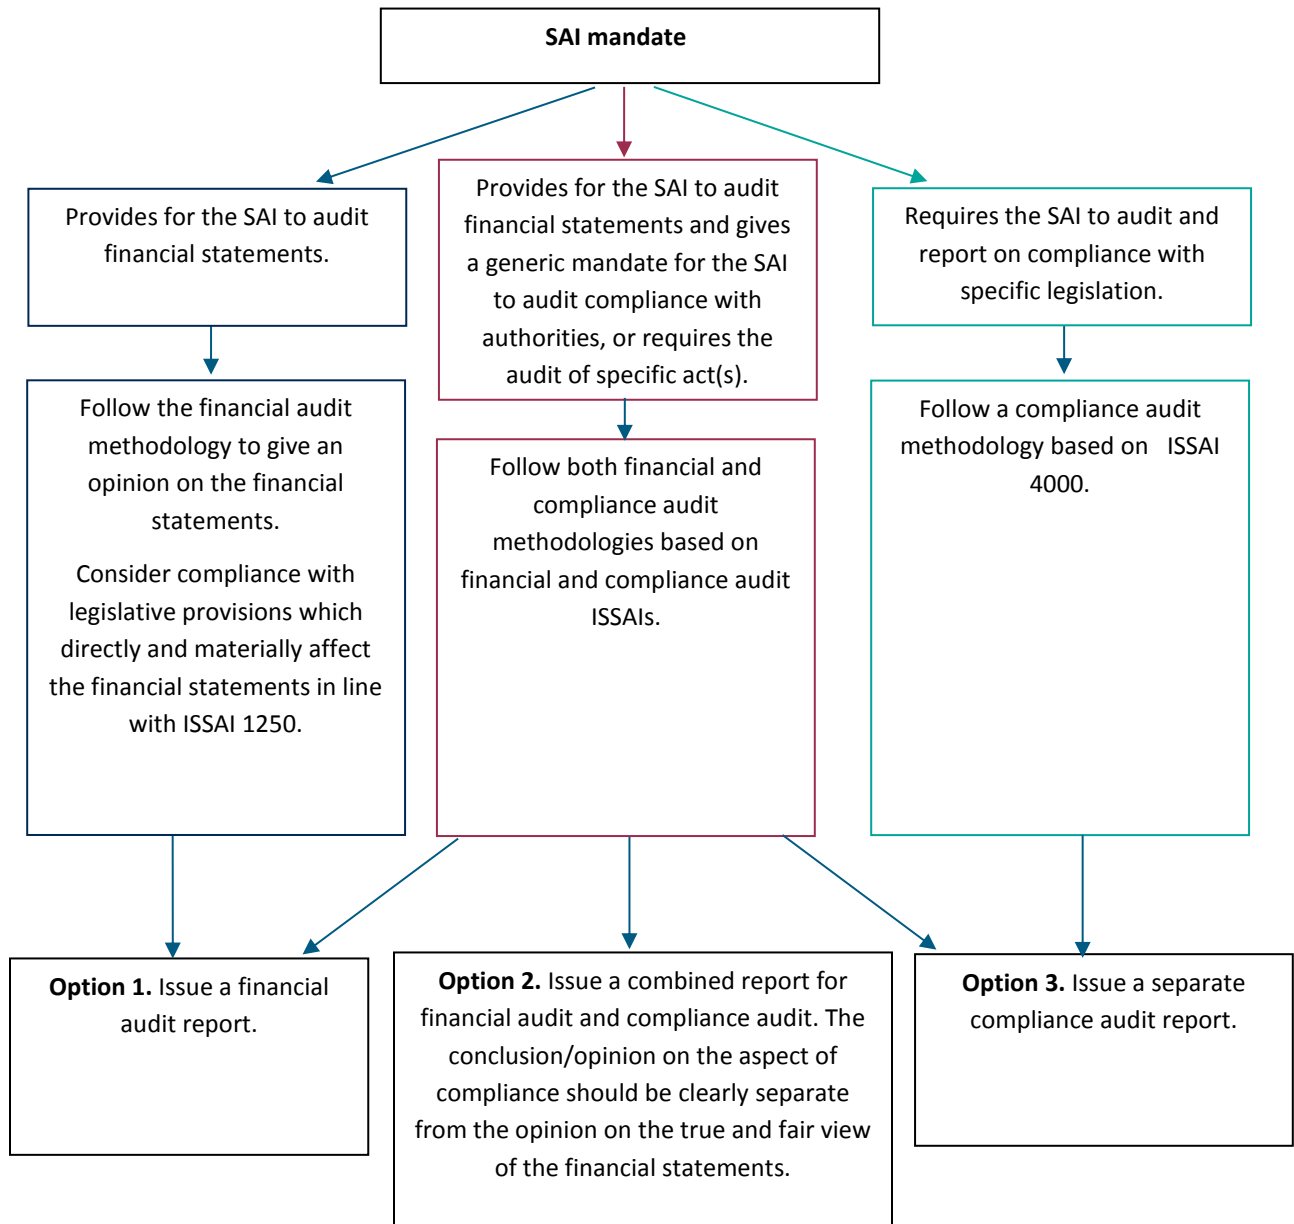 SAI mandate
Provides for the SAI to audit
financial statements.
Provides for the SAI to audit
financial statements and gives
a generic mandate for the SAI
to audit compliance with
authorities, or requires the
audit of specific act(s).
Requires the SAI to audit and
report on compliance with
specific legislation.
Follow the financial audit
methodology to give an
opinion on the financial
statements.
Consider compliance with
legislative provisions which
directly and materially affect
the financial statements in line
with ISSAI 1250.
Follow both financial and
compliance audit
methodologies based on
financial and compliance audit
ISSAIs.
Follow a compliance audit
methodology based on ISSAI
4000.
Option 1. Issue a financial
audit report.
Option 2. Issue a combined report for
financial audit and compliance audit. The
conclusion/opinion on the aspect of
compliance should be clearly separate
from the opinion on the true and fair view
of the financial statements.
Option 3. Issue a separate
compliance audit report.